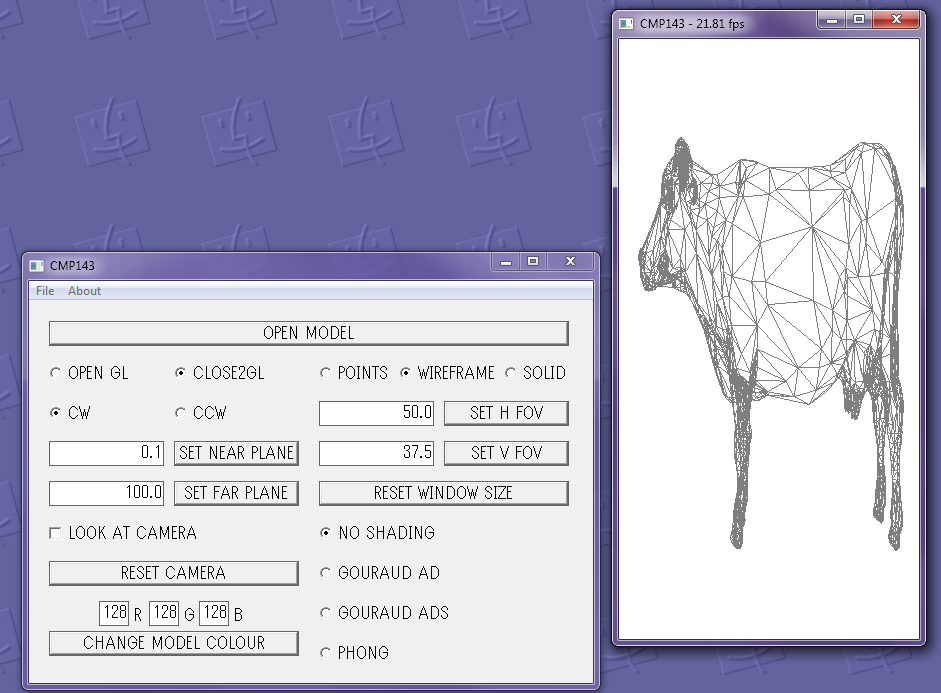 CMP143 - 21.81 fps
CMP143
File About
OPEN MODEL
OPEN GL CLOSE2GL POINTS WIREFRAME SOLID
CW CCW 50.0 SET H FOV
0.1 SET NEAR PLANE 37.5 SET V FOV
100.0 SET FAR PLANE RESET WINDOW SIZE
LOOK AT CAMERA NO SHADING
RESET CAMERA GOURAUD AD
128 R 128 G 128 B GOURAUD ADS
CHANGE MODEL COLOUR PHONG